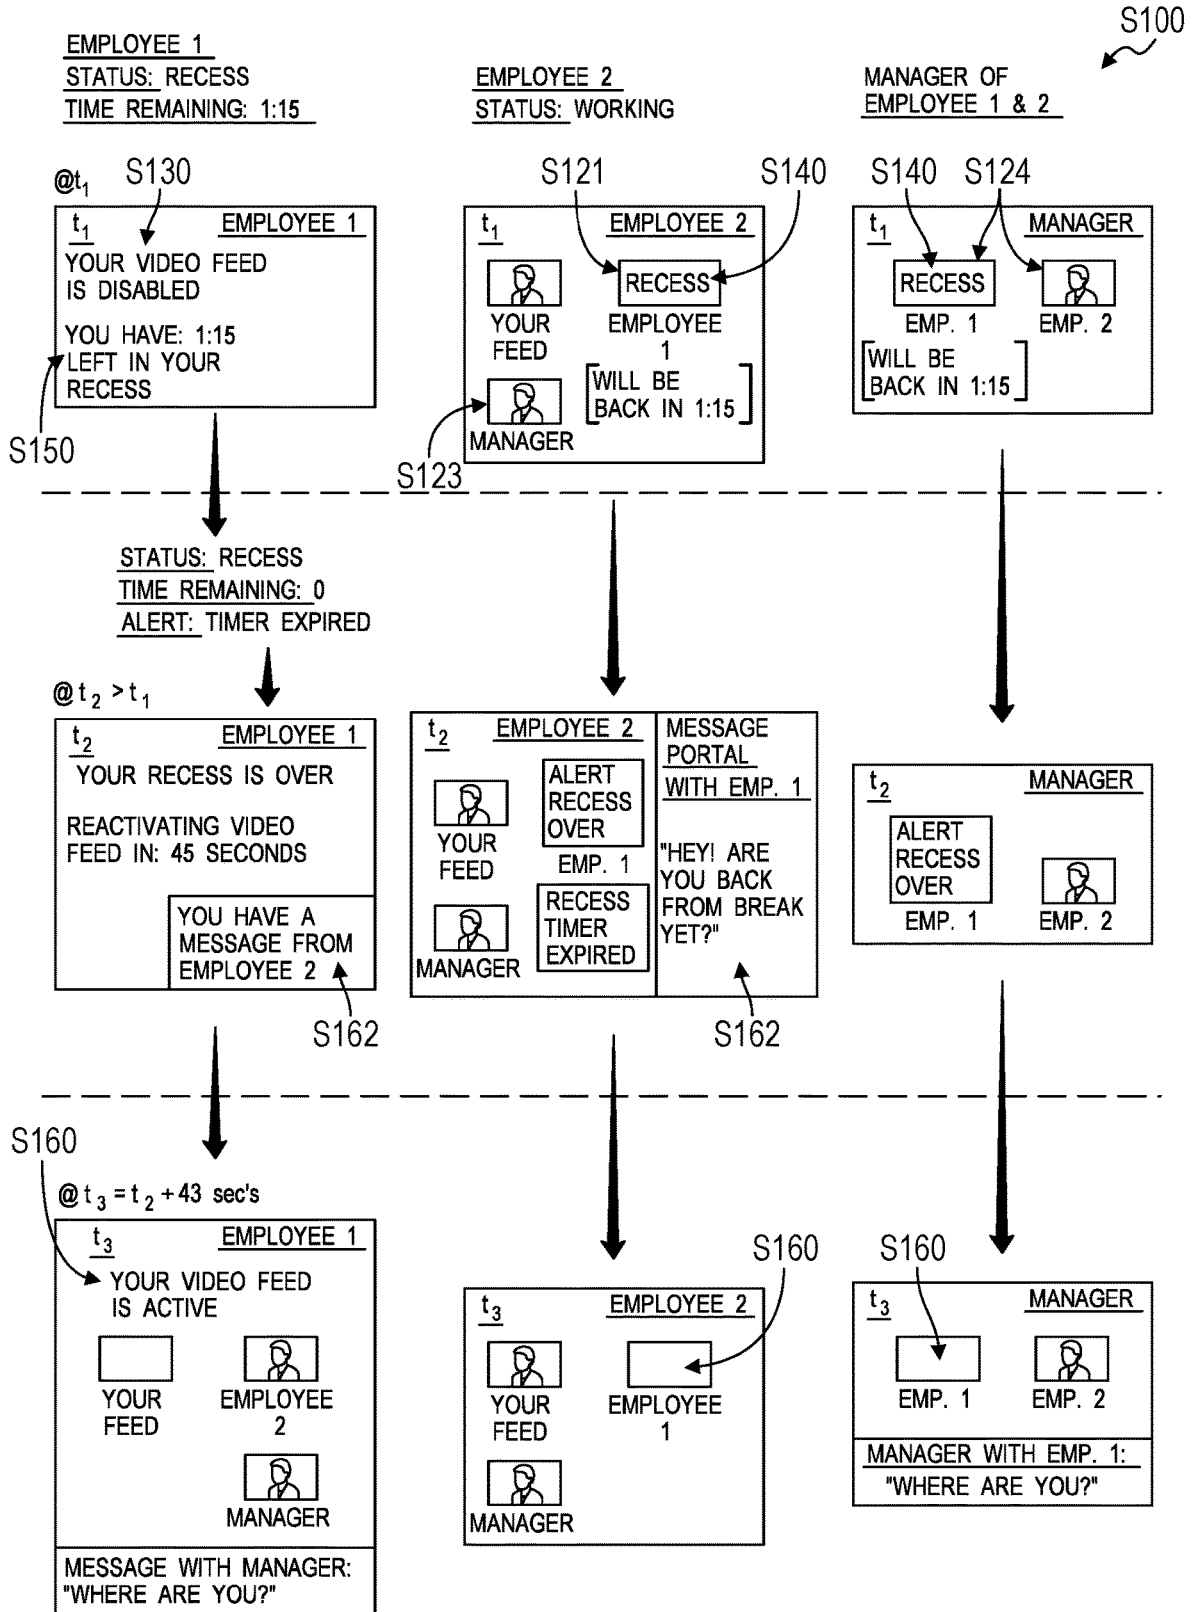 S100
EMPLOYEE 1
STATUS: RECESS
TIME REMAINING: 1:15
EMPLOYEE 2
STATUS: WORKING
MANAGER OF
EMPLOYEE 1 & 2
@t1
S130
S121
S140
S140
S124
t1
EMPLOYEE 1
YOUR VIDEO FEED
IS DISABLED
YOU HAVE: 1:15
LEFT IN YOUR
RECESS
S150
t1
EMPLOYEE 2
RECESS
YOUR
FEED
EMPLOYEE
1
WILL BE
BACK IN 1:15
MANAGER
S123
t1
MANAGER
RECESS
EMP. 1
EMP. 2
WILL BE
BACK IN 1:15
STATUS: RECESS
TIME REMAINING: 0
ALERT: TIMER EXPIRED
@t2 >t1
t2
EMPLOYEE 1
YOUR RECESS IS OVER
REACTIVATING VIDEO
FEED IN: 45 SECONDS
YOU HAVE A
MESSAGE FROM
EMPLOYEE 2
S162
t2
EMPLOYEE 2
ALERT
RECESS
OVER
YOUR
FEED
EMP. 1
RECESS
TIMER
EXPIRED
MANAGER
MESSAGE
PORTAL
WITH EMP. 1
"HEY! ARE
YOU BACK
FROM BREAK
YET?"
S162
t2
MANAGER
ALERT
RECESS
OVER
EMP. 1
EMP. 2
S160
@t3 =t2 +43 sec's
t3
EMPLOYEE 1
YOUR VIDEO FEED
IS ACTIVE
YOUR
FEED
EMPLOYEE
2
MANAGER
MESSAGE WITH MANAGER:
"WHERE ARE YOU?"
S160
t3
EMPLOYEE 2
YOUR
FEED
EMPLOYEE
1
MANAGER
S160
t3
MANAGER
EMP. 1
EMP. 2
MANAGER WITH EMP. 1:
"WHERE ARE YOU?"